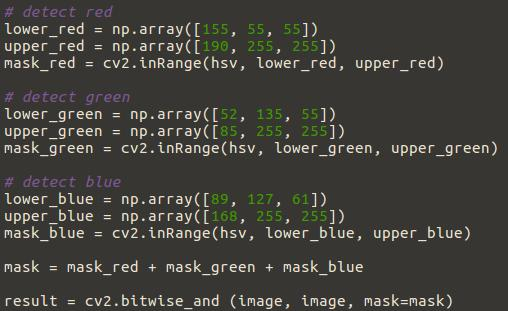 # detect red
lower_red = np.array([155, 55, 55])
upper_red = np.array([190, 255, 255])
mask_red = cv2.inRange(hsv, lower_red, upper_red)
# detect green
lower_green = np.array([52, 135, 55])
upper_green = np.array([85, 255, 255])
mask_green = cv2.inRange(hsv, lower_green, upper_green)
# detect blue
lower_blue = np.array([89, 127, 61])
upper_blue = np.array([168, 255, 255])
mask_blue = cv2.inRange(hsv, lower_blue, upper_blue)
mask = mask_red + mask_green + mask_blue
result = cv2.bitwise_and (image, image, mask=mask)